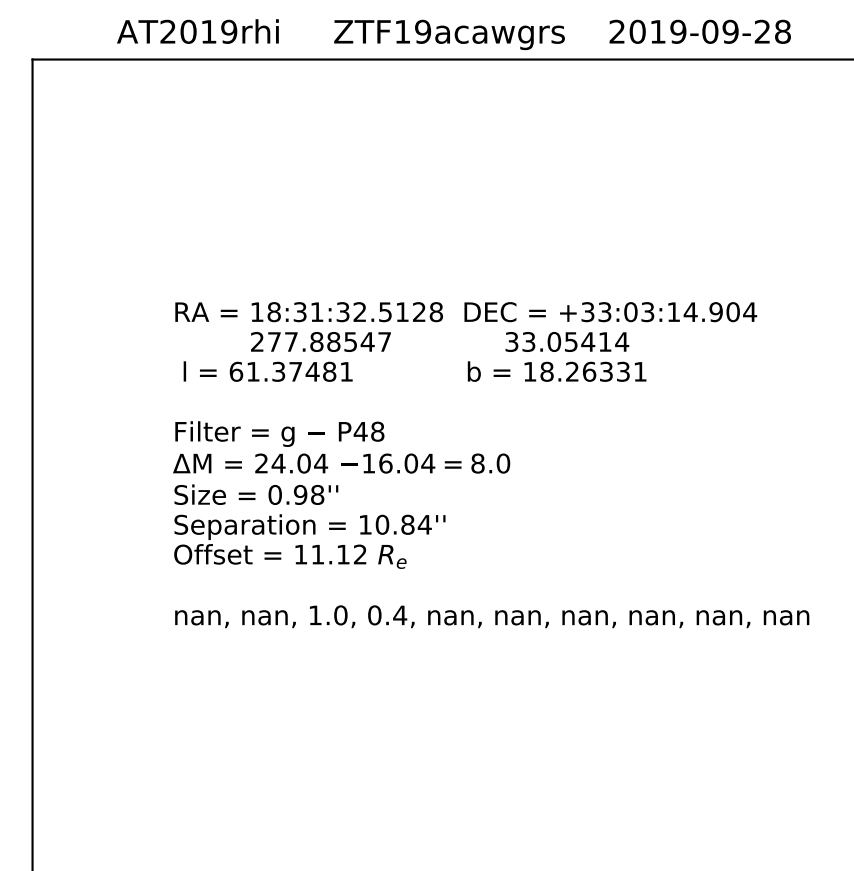 AT2019rhi ZTF19acawgrs 2019-09-28
RA = 18:31:32.5128 DEC = +33:03:14.904
277.88547 33.05414
l = 61.37481 b = 18.26331
Filter = g − P48
ΔM = 24.04 −16.04 = 8.0
Size = 0.98''
Separation = 10.84''
Offset = 11.12 Rₑ
nan, nan, 1.0, 0.4, nan, nan, nan, nan, nan, nan